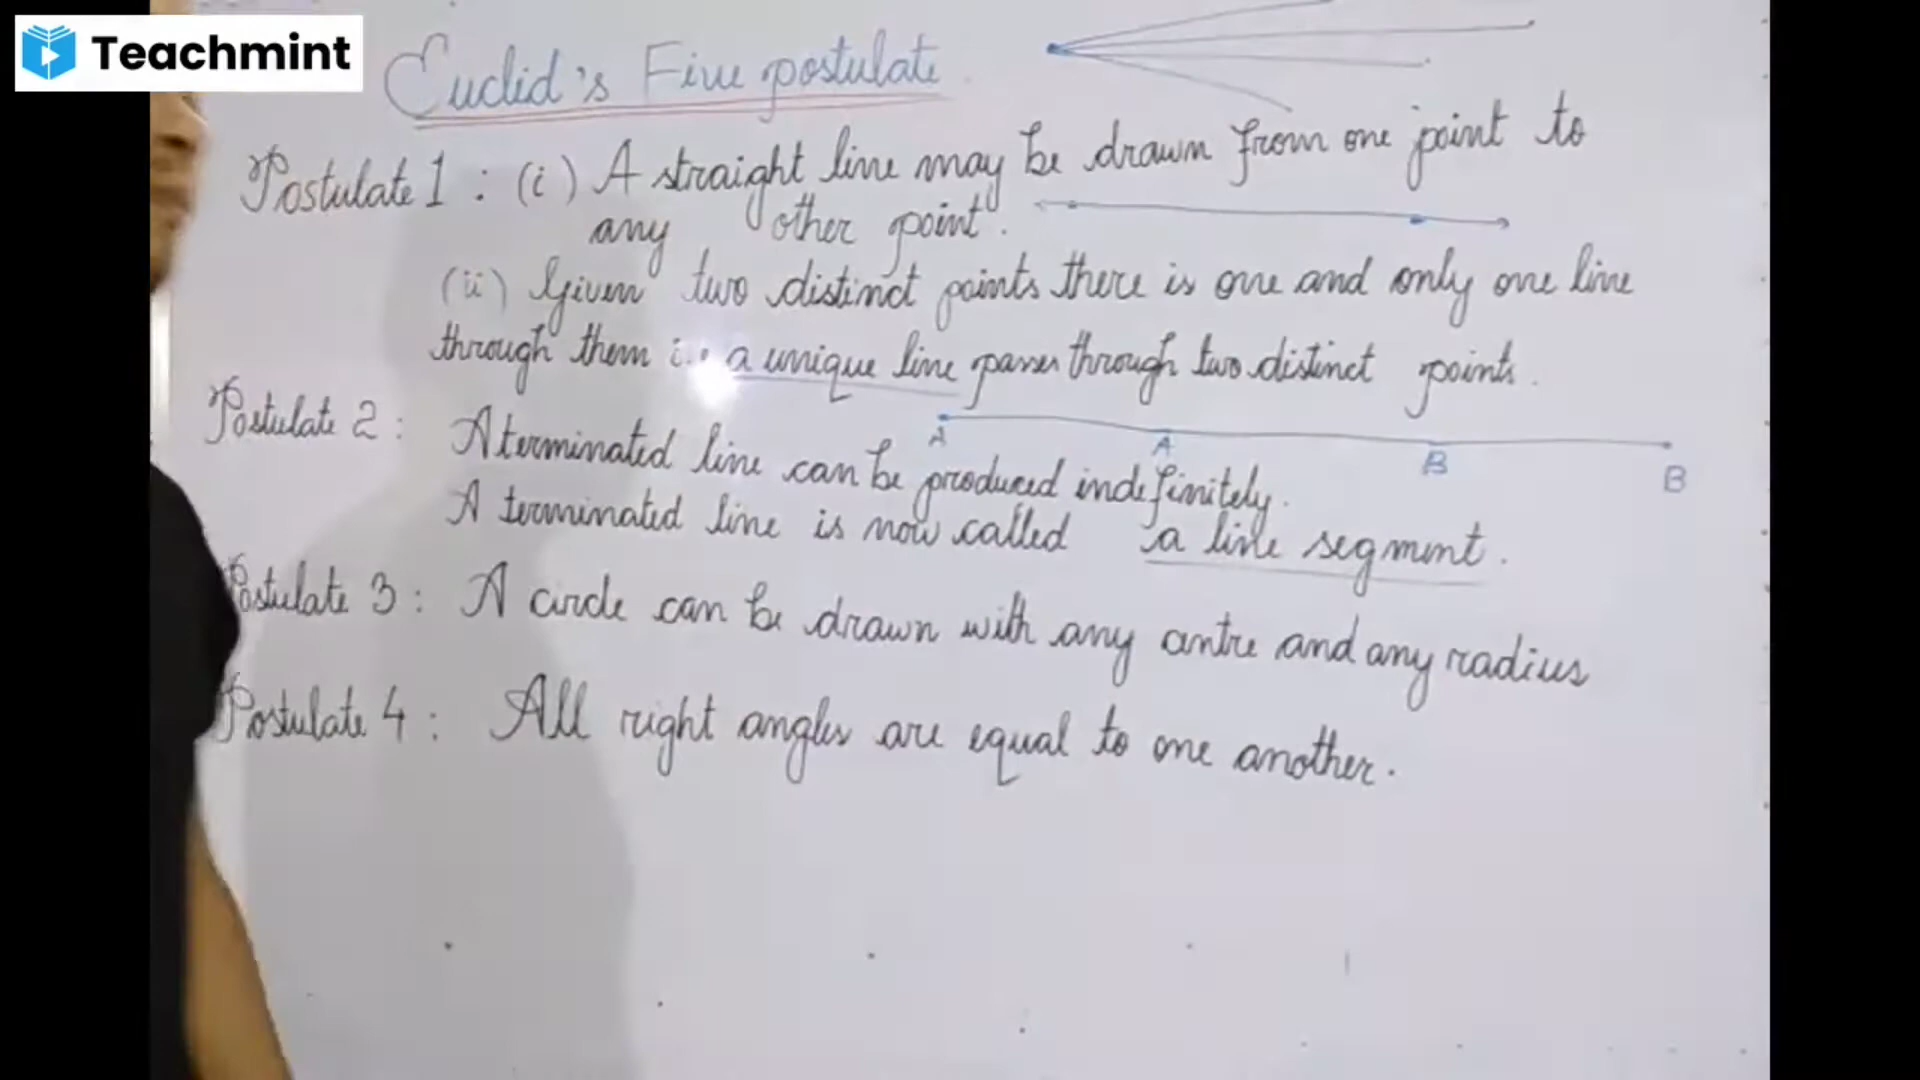 Teachmint
Euclid's Five postulate.
Postulate 1 : (i) A straight line may be drawn from one point to
any other point.
(ii) Given two distinct points there is one and only one line
through them i.e. a unique line passes through two distinct points.
Postulate 2 : A terminated line can be produced indefinitely.
A A B B
A terminated line is now called a line segment.
Postulate 3 : A circle can be drawn with any centre and any radius
Postulate 4 : All right angles are equal to one another.